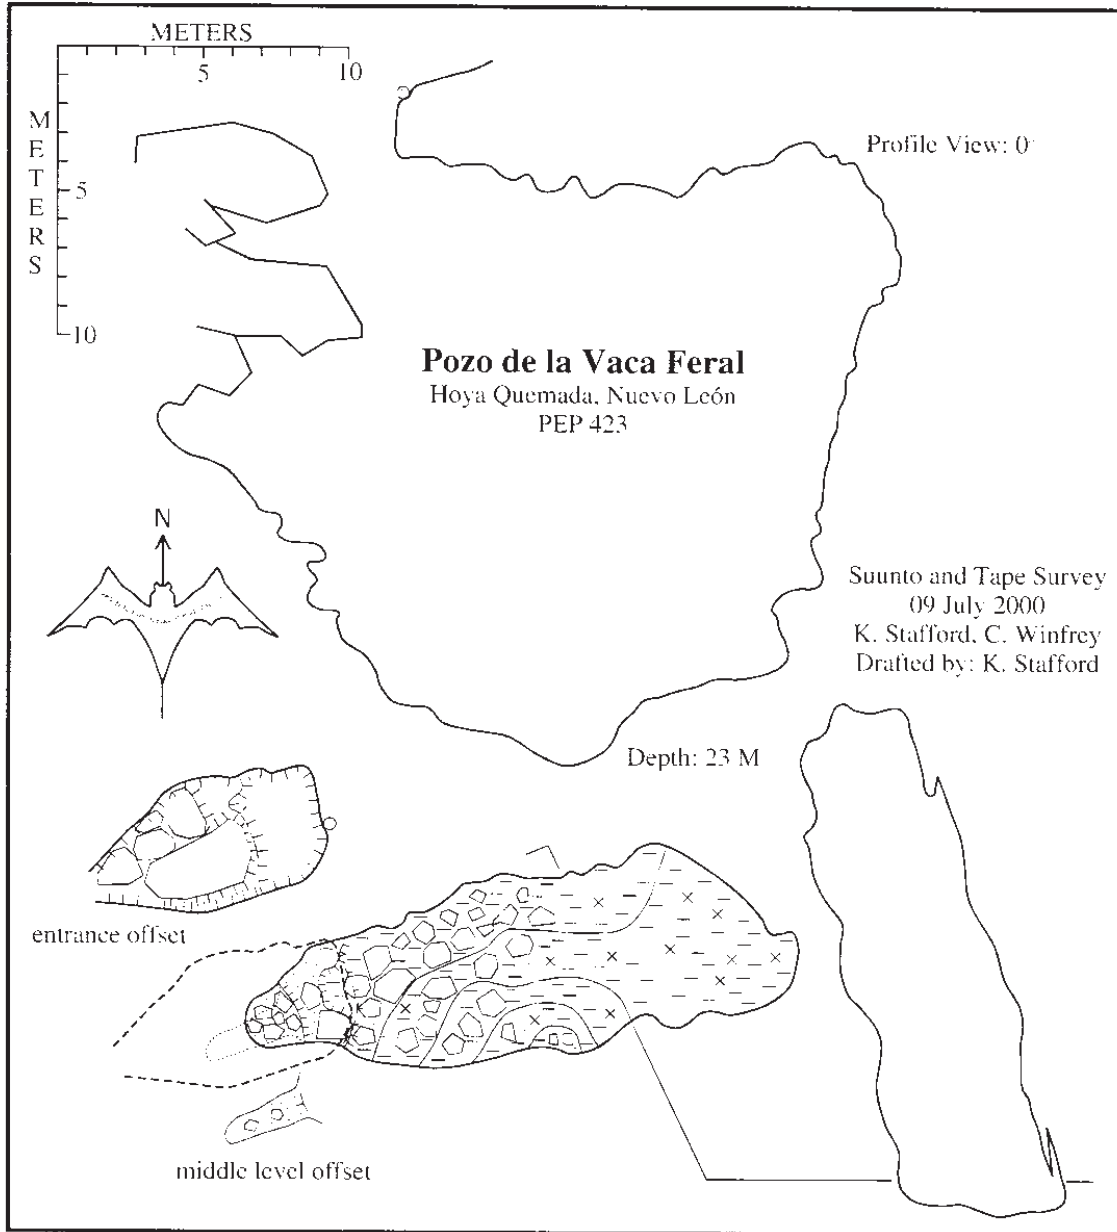 METERS
5
10
METERS
5
10
Profile View: 0°
Pozo de la Vaca Feral
Hoya Quemada, Nuevo León
PEP 423
N
Suunto and Tape Survey
09 July 2000
K. Stafford, C. Winfrey
Drafted by: K. Stafford
Depth: 23 M
entrance offset
middle level offset